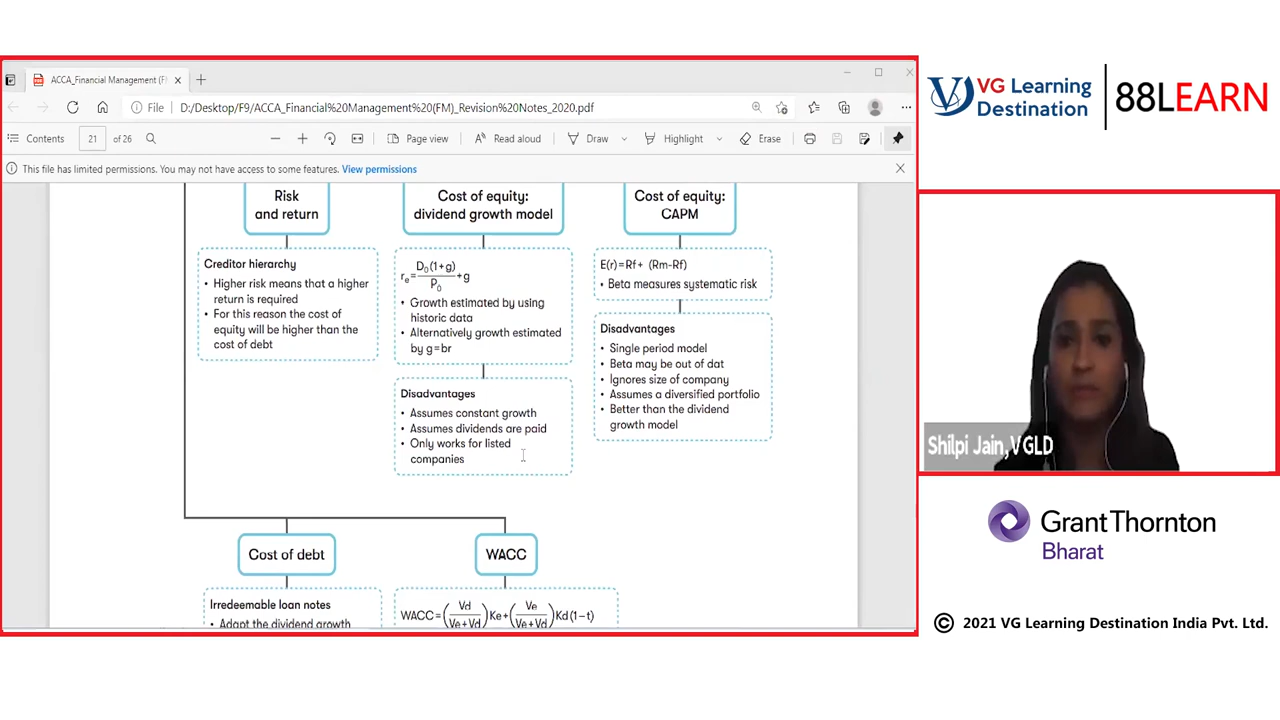 ACCA_Financial Management (F
File
D:/Desktop/F9/ACCA_Financial%20Management%20(FM)_Revision%20Notes_2020.pdf
Contents
21
of 26
Page view
Read aloud
Draw
Highlight
Erase
This file has limited permissions. You may not have access to some features. View permissions
Risk
and return
Creditor hierarchy
• Higher risk means that a higher
return is required
• For this reason the cost of
equity will be higher than the
cost of debt
Cost of equity:
dividend growth model
re=D0(1+g)/P0+g
• Growth estimated by using
historic data
• Alternatively growth estimated
by g=br
Disadvantages
• Assumes constant growth
• Assumes dividends are paid
• Only works for listed
companies
Cost of equity:
CAPM
E(r)=Rf+ (Rm-Rf)
• Beta measures systematic risk
Disadvantages
• Single period model
• Beta may be out of dat
• Ignores size of company
• Assumes a diversified portfolio
• Better than the dividend
growth model
Cost of debt
Irredeemable loan notes
• Adapt the dividend growth
WACC
WACC=(Vd/Ve+Vd)Ke+(Ve/Ve+Vd)Kd(1-t)
VG Learning
Destination
88LEARN
Shilpi Jain,VGLD
GrantThornton
Bharat
© 2021 VG Learning Destination India Pvt. Ltd.